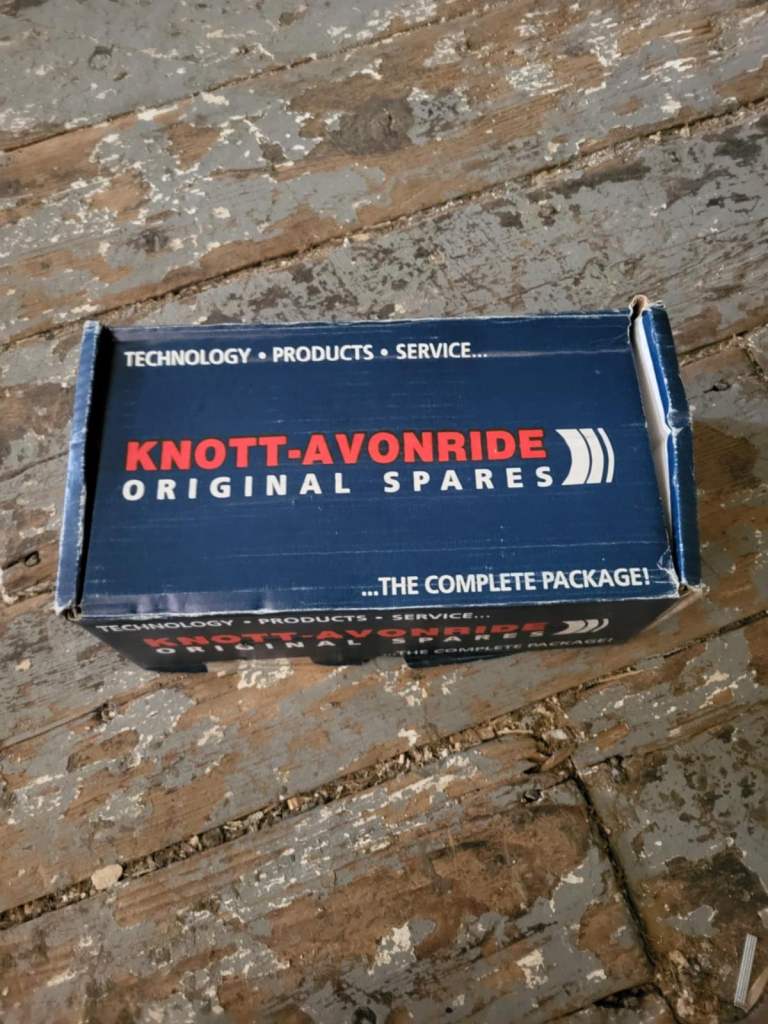 TECHNOLOGY • PRODUCTS • SERVICE...
KNOTT-AVONRIDE
ORIGINAL SPARES
...THE COMPLETE PACKAGE!
TECHNOLOGY • PRODUCTS • SERVICE...
KNOTT-AVONRIDE
ORIGINAL SPARES
...THE COMPLETE PACKAGE!